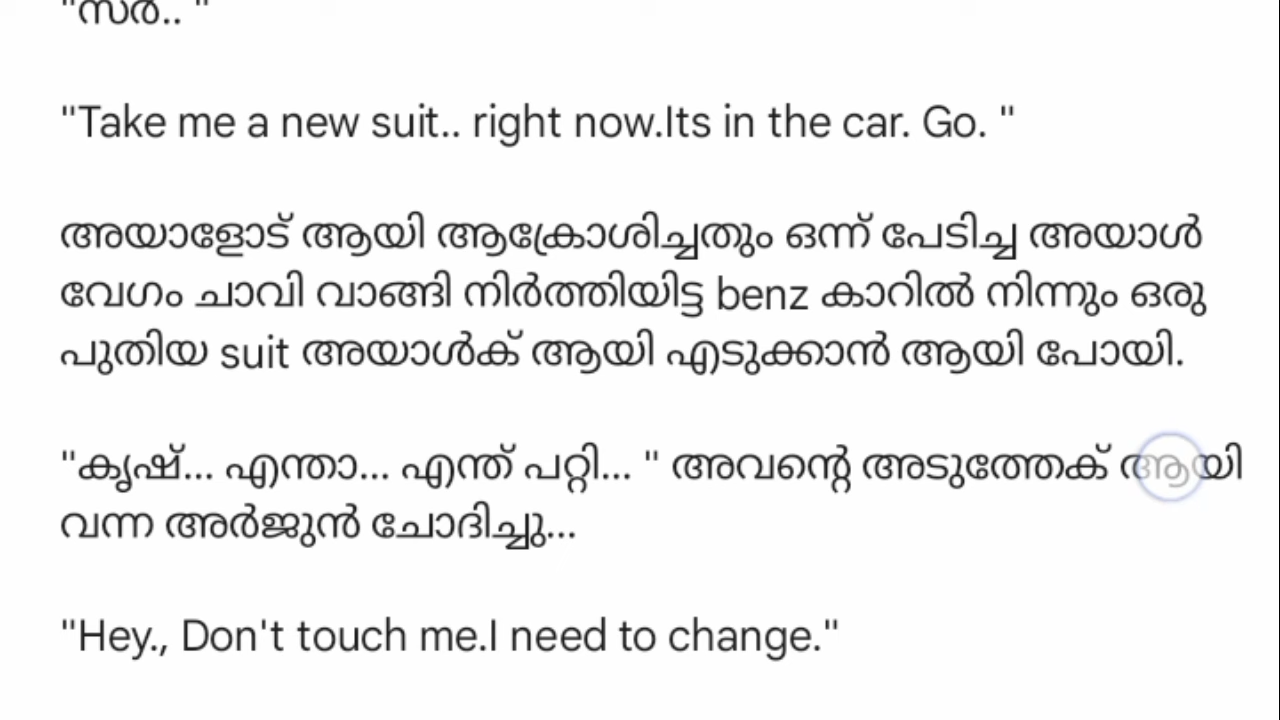 "സർ.. "
"Take me a new suit.. right now.Its in the car. Go. "
അയാളോട് ആയി ആക്രോശിച്ചതും ഒന്ന് പേടിച്ച അയാൾ
വേഗം ചാവി വാങ്ങി നിർത്തിയിട്ട benz കാറിൽ നിന്നും ഒരു
പുതിയ suit അയാൾക് ആയി എടുക്കാൻ ആയി പോയി.
"കൃഷ്... എന്താ... എന്ത് പറ്റി... " അവന്റെ അടുത്തേക് ആയി
വന്ന അർജുൻ ചോദിച്ചു...
"Hey., Don't touch me.I need to change."